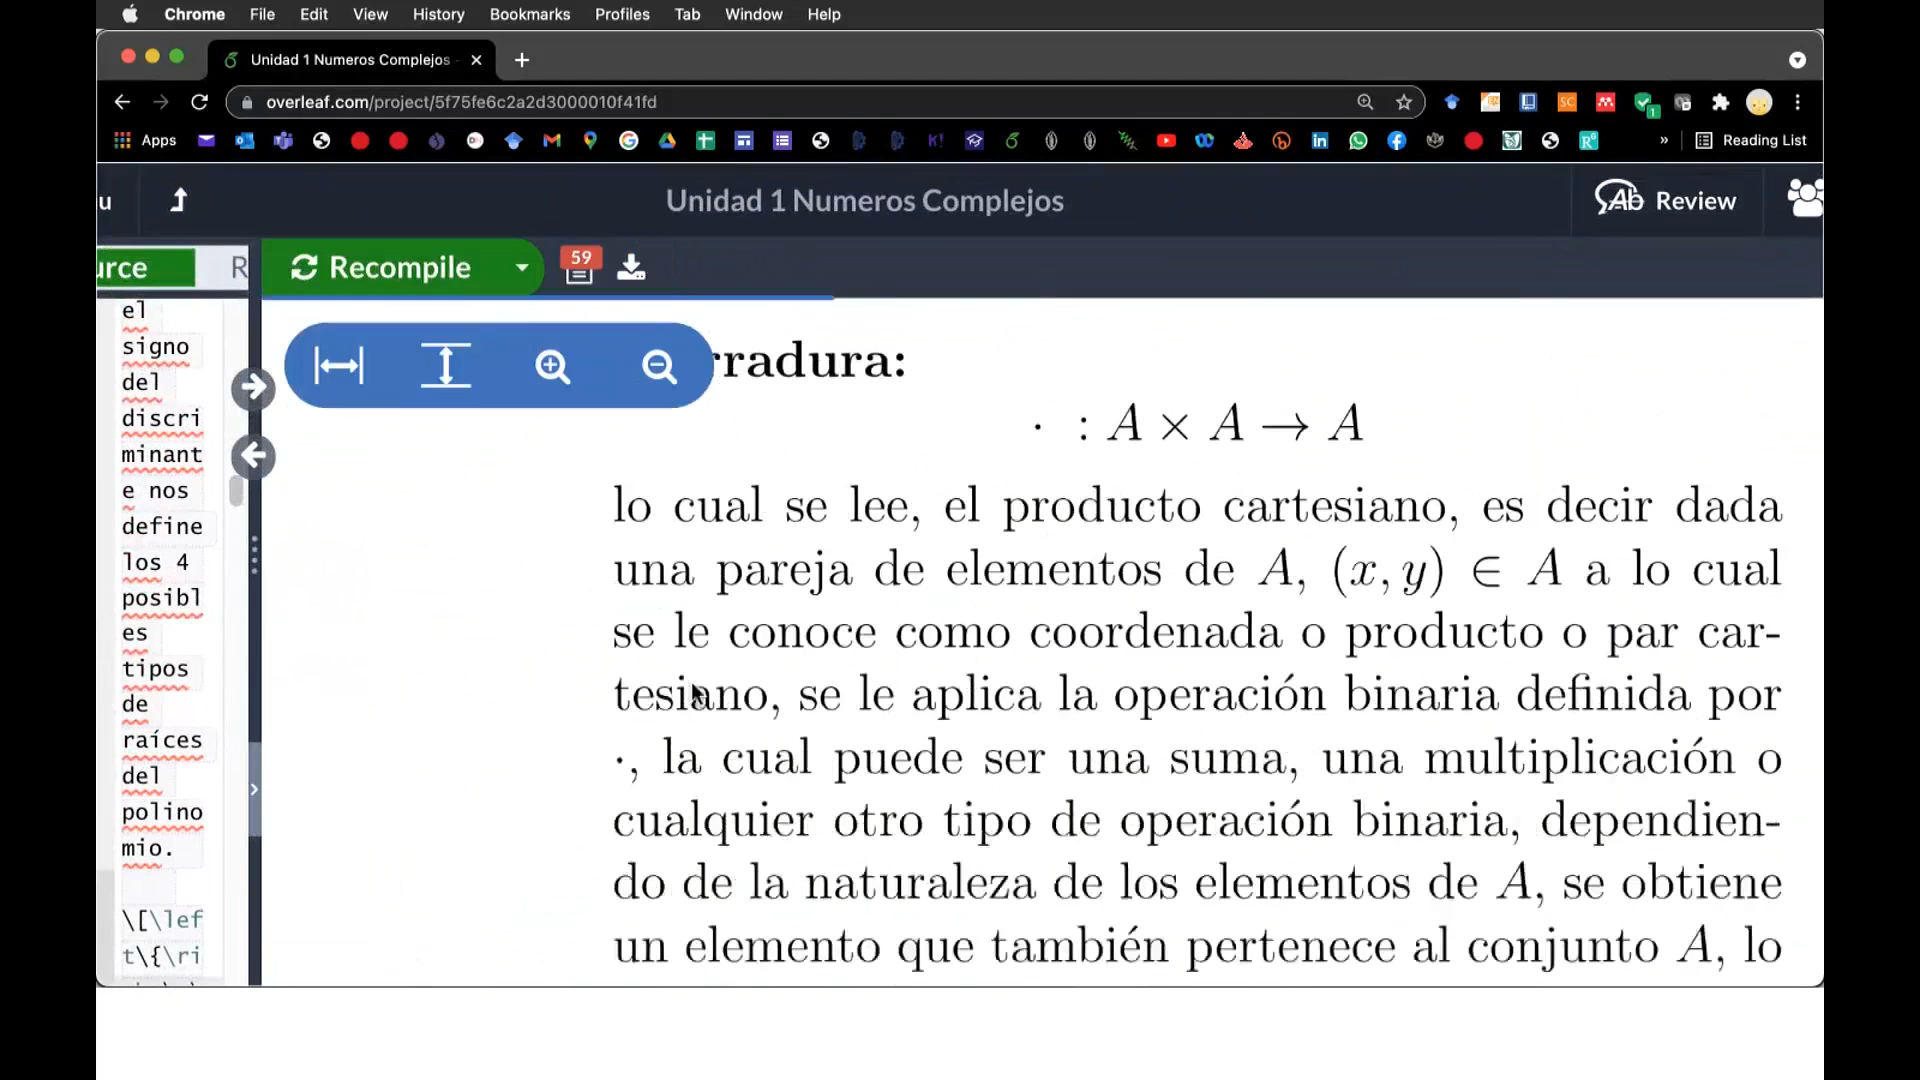 Chrome File Edit View History Bookmarks Profiles Tab Window Help
Unidad 1 Numeros Complejos
overleaf.com/project/5f75fe6c2a2d3000010f41fd
Apps
Reading List
u
Unidad 1 Numeros Complejos
Review
urce R
Recompile
59
el
signo
del
discri
minant
e nos
define
los 4
posibl
es
tipos
de
raíces
del
polino
mio.
\[\lef
t\{\ri
rradura:
· : A × A → A
lo cual se lee, el producto cartesiano, es decir dada
una pareja de elementos de A, (x, y) ∈ A a lo cual
se le conoce como coordenada o producto o par car-
tesiano, se le aplica la operación binaria definida por
·, la cual puede ser una suma, una multiplicación o
cualquier otro tipo de operación binaria, dependien-
do de la naturaleza de los elementos de A, se obtiene
un elemento que también pertenece al conjunto A, lo